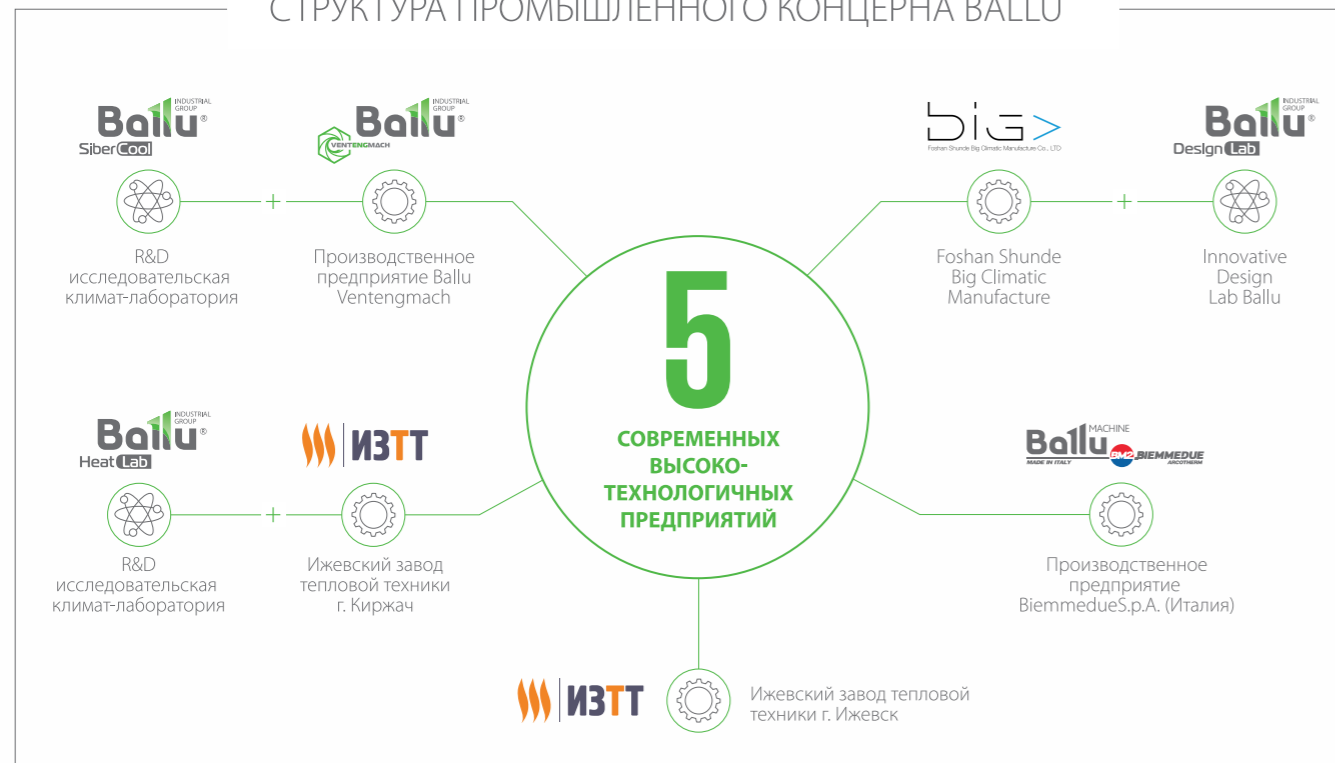 СТРУКТУРА ПРОМЫШЛЕННОГО КОНЦЕРНА BALLU
Ballu® INDUSTRIAL GROUP
SiberCool
R&D
исследовательская
климат-лаборатория
+
Ballu® INDUSTRIAL GROUP
VENTENGMACH
Производственное
предприятие Ballu
Ventengmach
BIG>
Foshan Shunde Big Climatic Manufacture Co., LTD
Foshan Shunde
Big Climatic
Manufacture
+
Ballu® INDUSTRIAL GROUP
Design Lab
Innovative
Design
Lab Ballu
5
СОВРЕМЕННЫХ
ВЫСОКО-
ТЕХНОЛОГИЧНЫХ
ПРЕДПРИЯТИЙ
Ballu® INDUSTRIAL GROUP
Heat Lab
R&D
исследовательская
климат-лаборатория
+
ИЗТТ
Ижевский завод
тепловой техники
г. Киржач
Ballu MACHINE
MADE IN ITALY BM2 BIEMMEDUE
ARCOTHERM
Производственное
предприятие
BiemmedueS.p.A. (Италия)
ИЗТТ
Ижевский завод тепловой
техники г. Ижевск